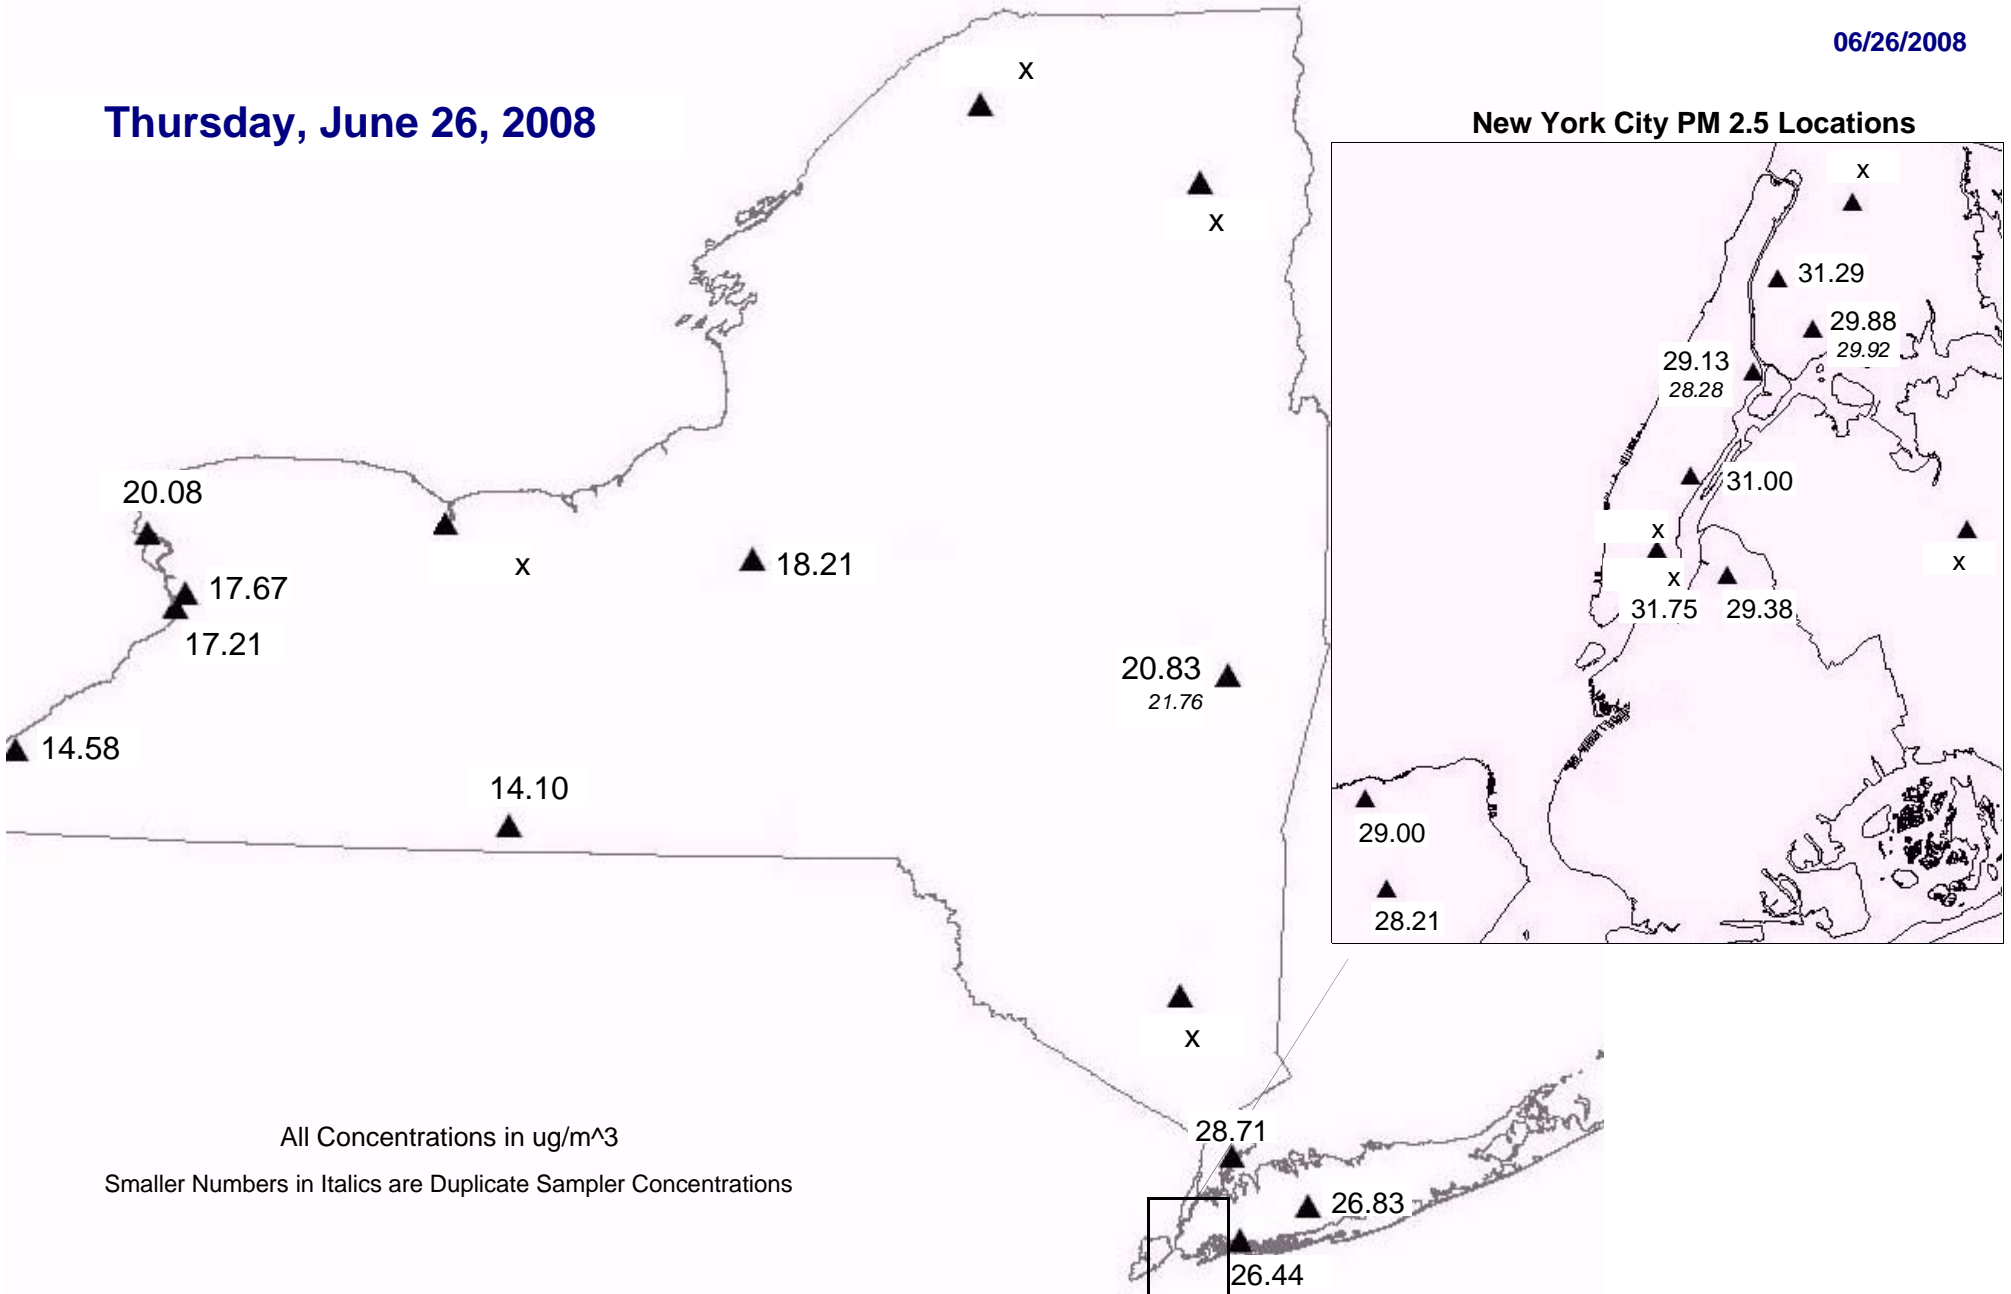 06/26/2008
Thursday, June 26, 2008
New York City PM 2.5 Locations
x
x
x
31.29
29.88
29.92
29.13
28.28
31.00
x
x
x
31.75
29.38
29.00
28.21
20.08
x
18.21
17.67
17.21
20.83
21.76
14.58
14.10
x
28.71
26.83
26.44
All Concentrations in ug/m^3
Smaller Numbers in Italics are Duplicate Sampler Concentrations